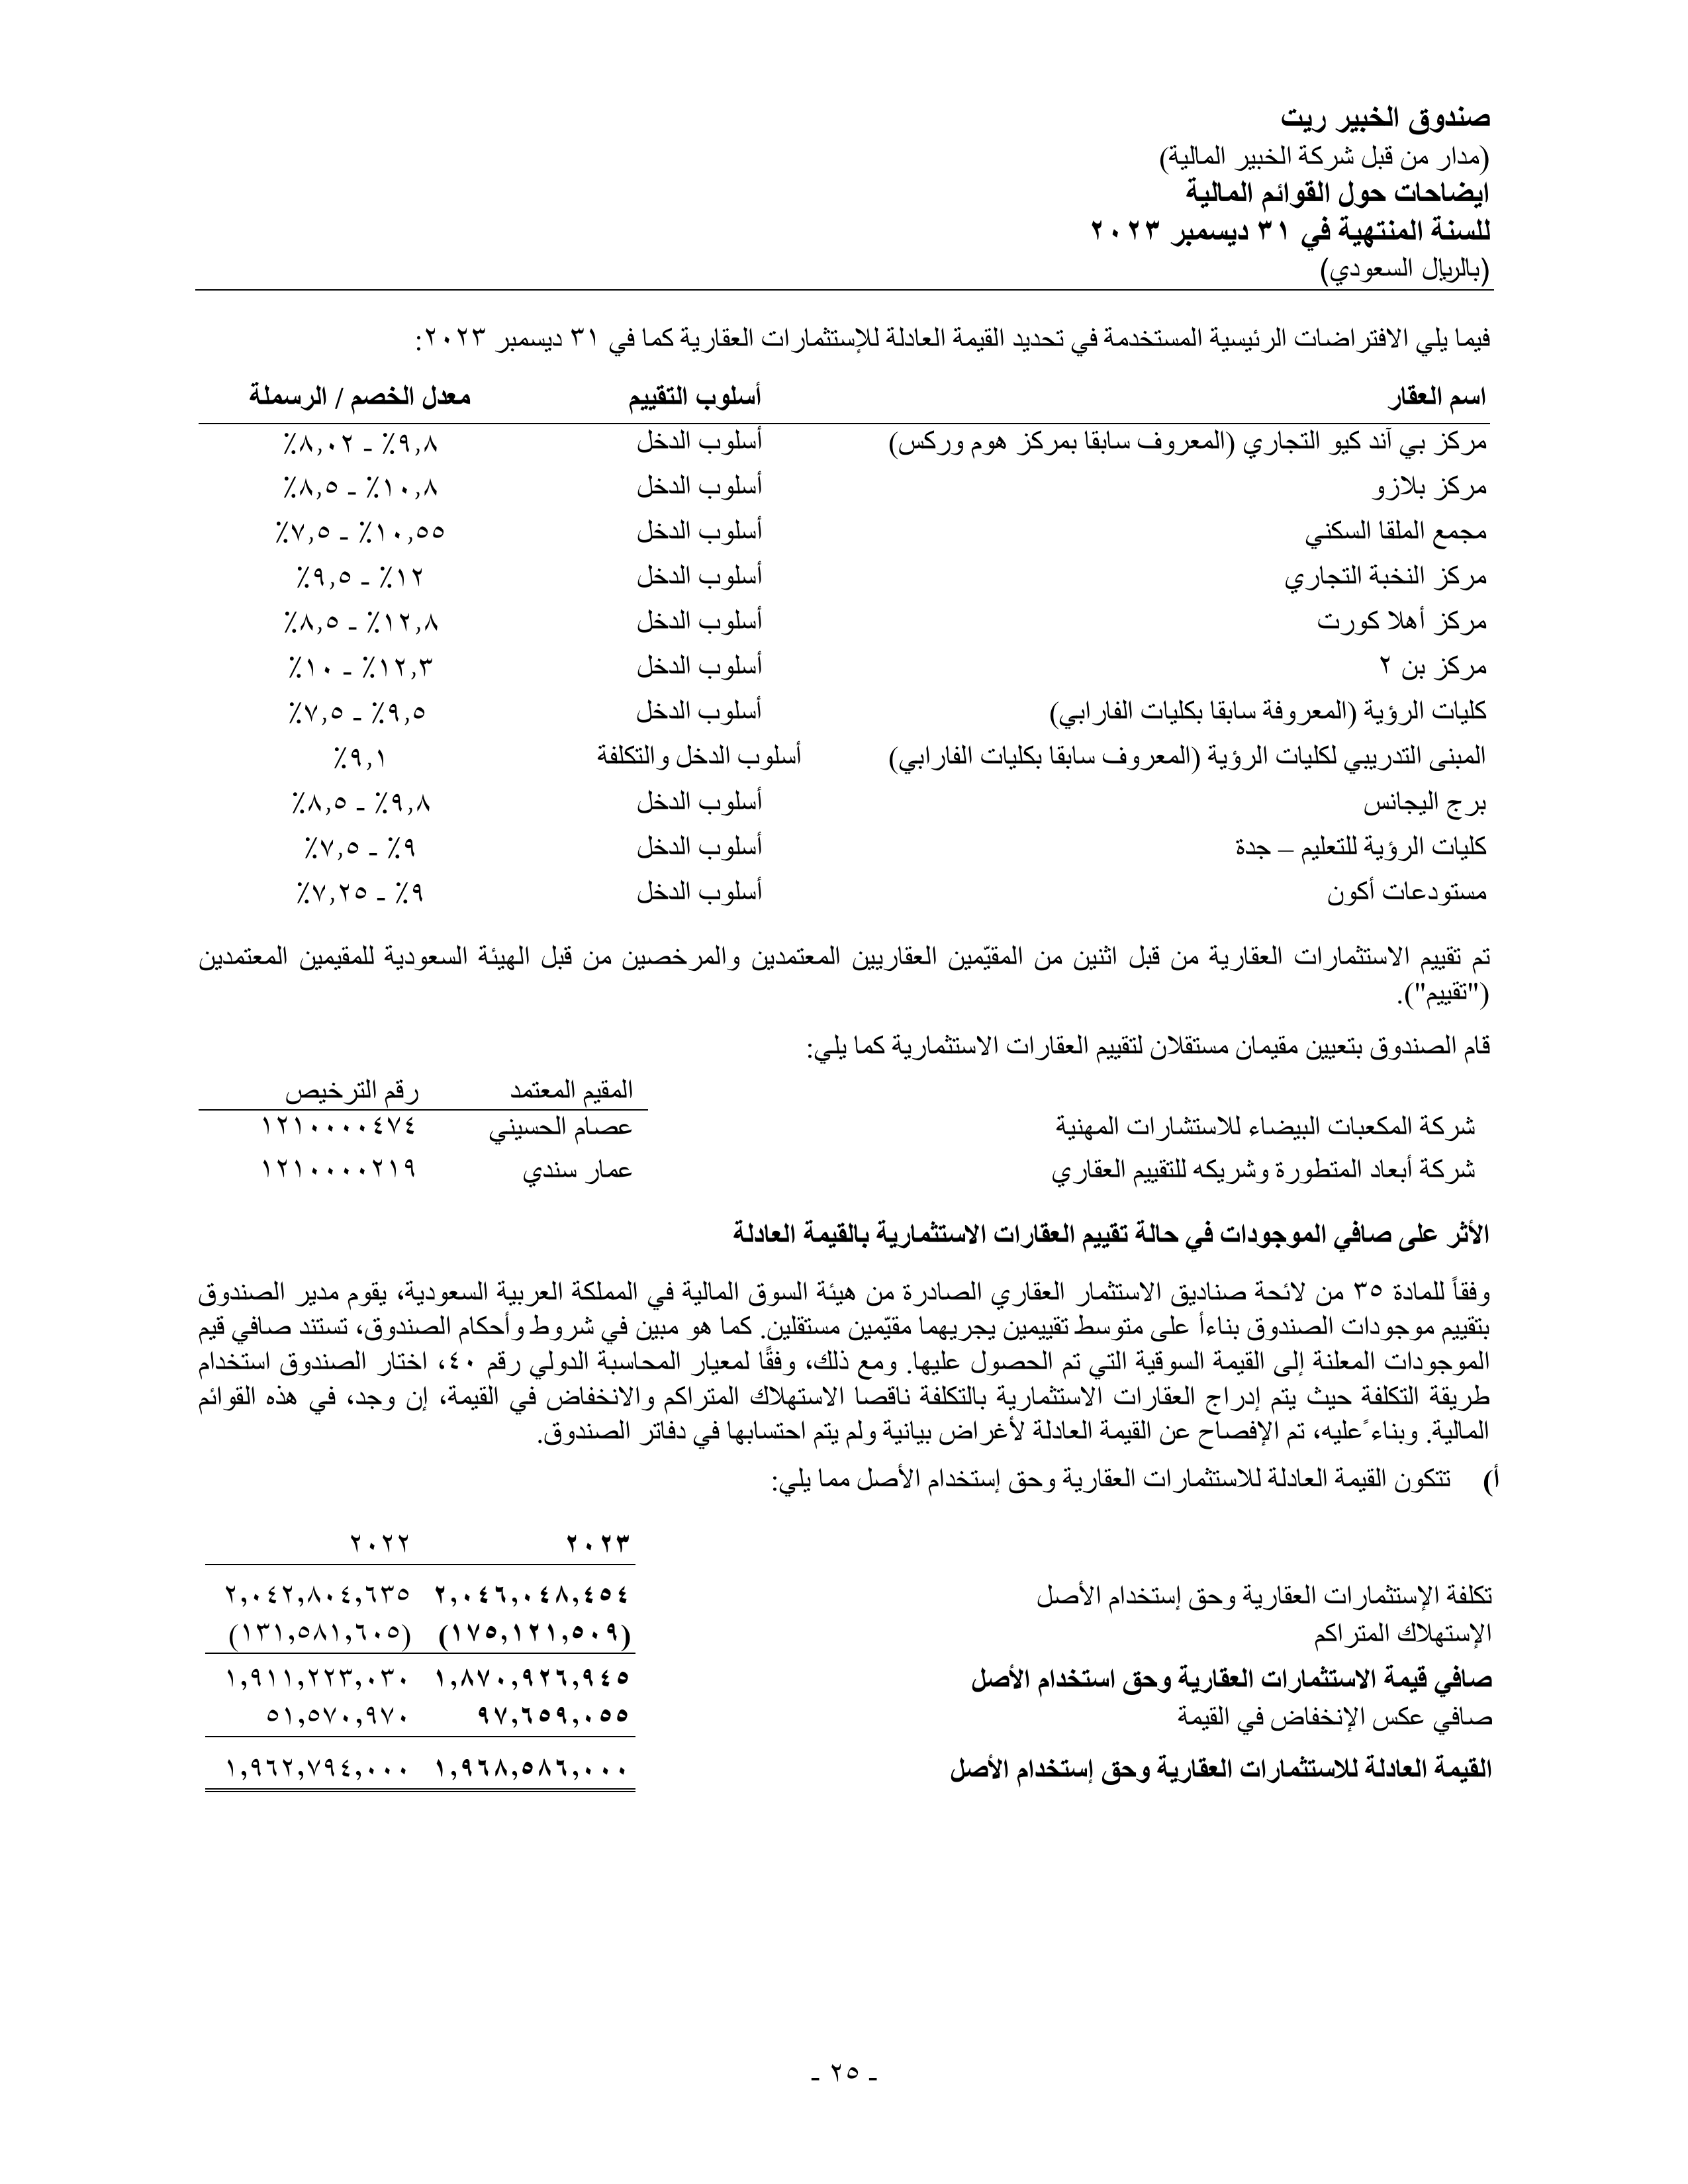 صندوق الخبير ريت
(مدار من قبل شركة الخبير المالية)
ايضاحات حول القوائم المالية
للسنة المنتهية في ٣١ ديسمبر ٢٠٢٣
(بالريال السعودي)
فيما يلي الافتراضات الرئيسية المستخدمة في تحديد القيمة العادلة للإستثمارات العقارية كما في ٣١ ديسمبر ٢٠٢٣:
اسم العقار أسلوب التقييم معدل الخصم / الرسملة
مركز بي آند كيو التجاري (المعروف سابقا بمركز هوم وركس) أسلوب الدخل ٩,٨٪ - ٨,٠٢٪
مركز بلازو أسلوب الدخل ١٠,٨٪ - ٨,٥٪
مجمع الملقا السكني أسلوب الدخل ١٠,٥٥٪ - ٧,٥٪
مركز النخبة التجاري أسلوب الدخل ١٢٪ - ٩,٥٪
مركز أهلا كورت أسلوب الدخل ١٢,٨٪ - ٨,٥٪
مركز بن ٢ أسلوب الدخل ١٢,٣٪ - ١٠٪
كليات الرؤية (المعروفة سابقا بكليات الفارابي) أسلوب الدخل ٩,٥٪ - ٧,٥٪
المبنى التدريبي لكليات الرؤية (المعروف سابقا بكليات الفارابي) أسلوب الدخل والتكلفة ٩,١٪
برج اليجانس أسلوب الدخل ٩,٨٪ - ٨,٥٪
كليات الرؤية للتعليم – جدة أسلوب الدخل ٩٪ - ٧,٥٪
مستودعات أكون أسلوب الدخل ٩٪ - ٧,٢٥٪
تم تقييم الاستثمارات العقارية من قبل اثنين من المقيّمين العقاريين المعتمدين والمرخصين من قبل الهيئة السعودية للمقيمين المعتمدين
("تقييم").
قام الصندوق بتعيين مقيمان مستقلان لتقييم العقارات الاستثمارية كما يلي:
المقيم المعتمد رقم الترخيص
شركة المكعبات البيضاء للاستشارات المهنية عصام الحسيني ١٢١٠٠٠٠٤٧٤
شركة أبعاد المتطورة وشريكه للتقييم العقاري عمار سندي ١٢١٠٠٠٠٢١٩
الأثر على صافي الموجودات في حالة تقييم العقارات الاستثمارية بالقيمة العادلة
وفقاً للمادة ٣٥ من لائحة صناديق الاستثمار العقاري الصادرة من هيئة السوق المالية في المملكة العربية السعودية، يقوم مدير الصندوق
بتقييم موجودات الصندوق بناءأ على متوسط تقييمين يجريهما مقيّمين مستقلين. كما هو مبين في شروط وأحكام الصندوق، تستند صافي قيم
الموجودات المعلنة إلى القيمة السوقية التي تم الحصول عليها. ومع ذلك، وفقًا لمعيار المحاسبة الدولي رقم ٤٠، اختار الصندوق استخدام
طريقة التكلفة حيث يتم إدراج العقارات الاستثمارية بالتكلفة ناقصا الاستهلاك المتراكم والانخفاض في القيمة، إن وجد، في هذه القوائم
المالية. وبناءً عليه، تم الإفصاح عن القيمة العادلة لأغراض بيانية ولم يتم احتسابها في دفاتر الصندوق.
أ) تتكون القيمة العادلة للاستثمارات العقارية وحق إستخدام الأصل مما يلي:
٢٠٢٣ ٢٠٢٢
تكلفة الإستثمارات العقارية وحق إستخدام الأصل ٢,٠٤٦,٠٤٨,٤٥٤ ٢,٠٤٢,٨٠٤,٦٣٥
الإستهلاك المتراكم (١٧٥,١٢١,٥٠٩) (١٣١,٥٨١,٦٠٥)
صافي قيمة الاستثمارات العقارية وحق استخدام الأصل ١,٨٧٠,٩٢٦,٩٤٥ ١,٩١١,٢٢٣,٠٣٠
صافي عكس الإنخفاض في القيمة ٩٧,٦٥٩,٠٥٥ ٥١,٥٧٠,٩٧٠
القيمة العادلة للاستثمارات العقارية وحق إستخدام الأصل ١,٩٦٨,٥٨٦,٠٠٠ ١,٩٦٢,٧٩٤,٠٠٠
- ٢٥ -